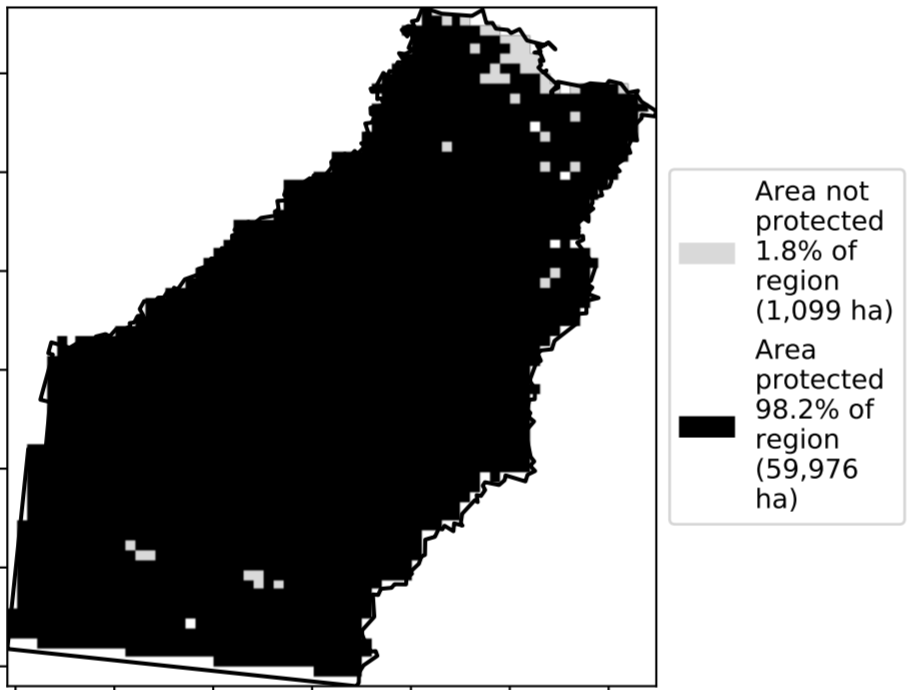 Area not
protected
1.8% of
region
(1,099 ha)
Area
protected
98.2% of
region
(59,976
ha)